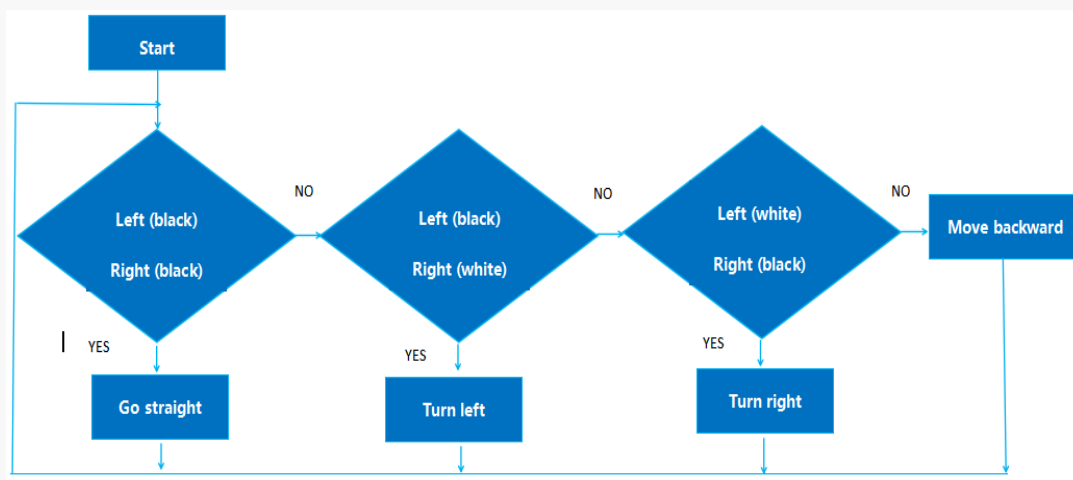 Start
NO
NO
NO
Left (black)
Right (black)
Left (black)
Right (white)
Left (white)
Right (black)
Move backward
YES
YES
YES
Go straight
Turn left
Turn right